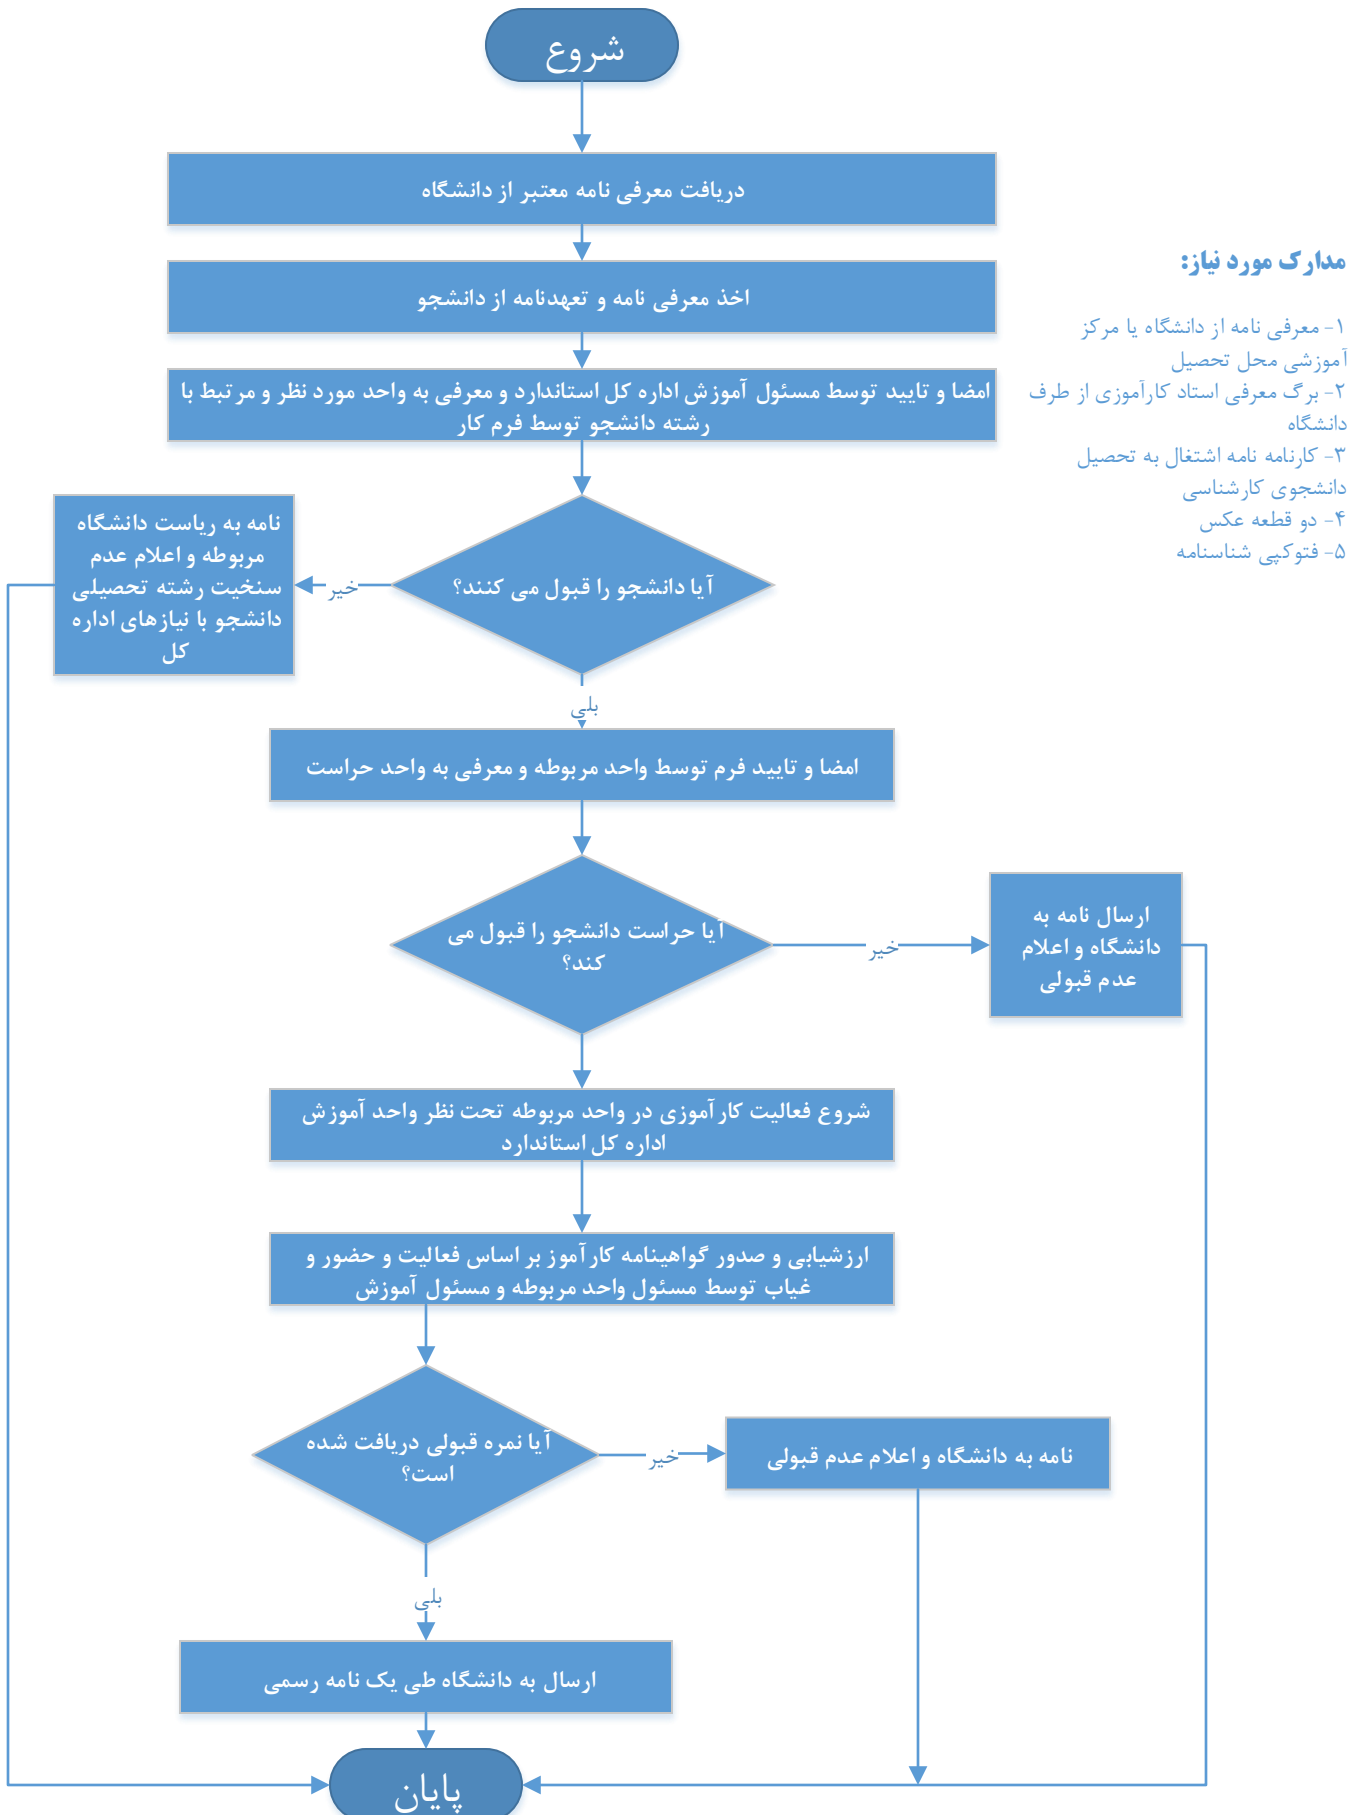 شروع
دریافت معرفی نامه معتبر از دانشگاه
اخذ معرفی نامه و تعهدنامه از دانشجو
امضا و تایید توسط مسئول آموزش اداره کل استاندارد و معرفی به واحد مورد نظر و مرتبط با
رشته دانشجو توسط فرم کار
مدارک مورد نیاز:
۱- معرفی نامه از دانشگاه یا مرکز
آموزشی محل تحصیل
۲- برگ معرفی استاد کارآموزی از طرف
دانشگاه
۳- کارنامه نامه اشتغال به تحصیل
دانشجوی کارشناسی
۴- دو قطعه عکس
۵- فتوکپی شناسنامه
آیا دانشجو را قبول می کنند؟
خیر
نامه به ریاست دانشگاه
مربوطه و اعلام عدم
سنخیت رشته تحصیلی
دانشجو با نیازهای اداره
کل
بلی
امضا و تایید فرم توسط واحد مربوطه و معرفی به واحد حراست
آیا حراست دانشجو را قبول می
کند؟
خیر
ارسال نامه به
دانشگاه و اعلام
عدم قبولی
شروع فعالیت کارآموزی در واحد مربوطه تحت نظر واحد آموزش
اداره کل استاندارد
ارزشیابی و صدور گواهینامه کارآموز بر اساس فعالیت و حضور و
غیاب توسط مسئول واحد مربوطه و مسئول آموزش
آیا نمره قبولی دریافت شده
است؟
خیر
نامه به دانشگاه و اعلام عدم قبولی
بلی
ارسال به دانشگاه طی یک نامه رسمی
پایان